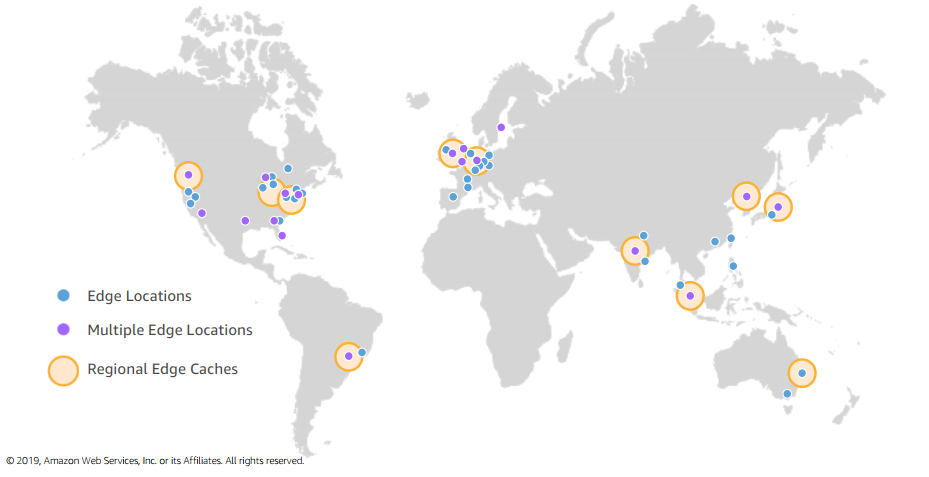 Edge Locations
Multiple Edge Locations
Regional Edge Caches
© 2019, Amazon Web Services, Inc. or its Affiliates. All rights reserved.